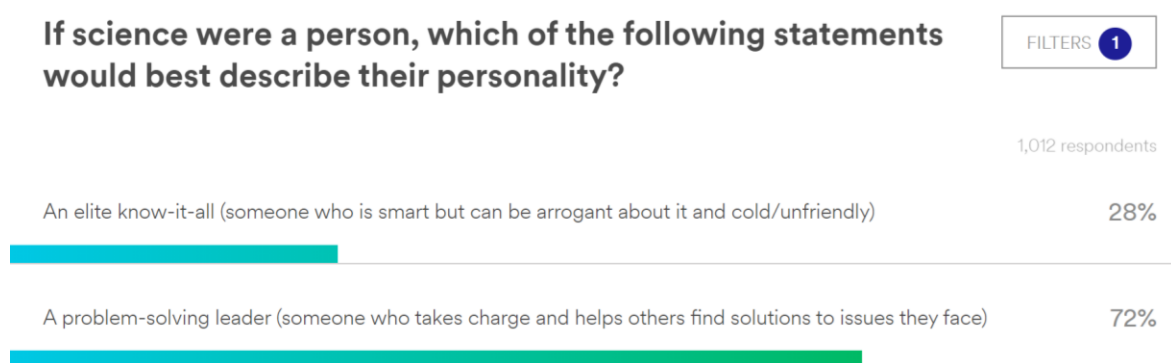 If science were a person, which of the following statements
would best describe their personality?
FILTERS 1
1,012 respondents
An elite know-it-all (someone who is smart but can be arrogant about it and cold/unfriendly)
28%
A problem-solving leader (someone who takes charge and helps others find solutions to issues they face)
72%